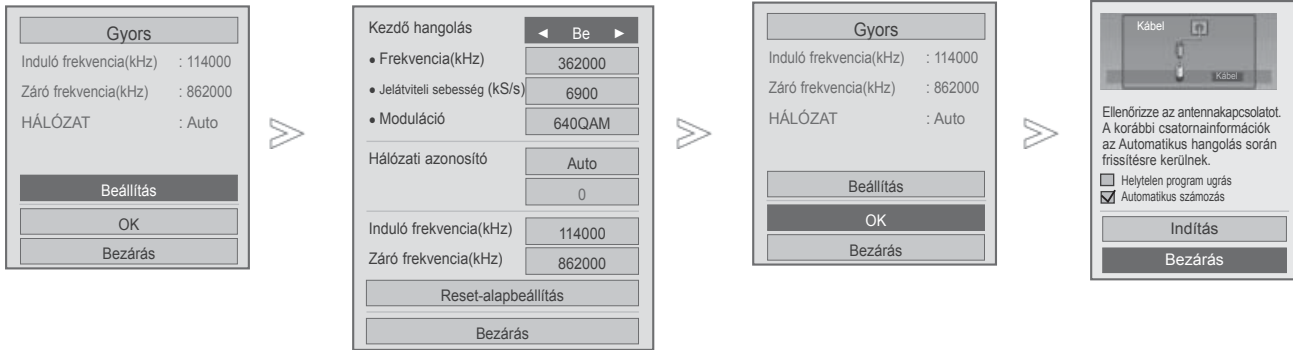 Gyors
Induló frekvencia(kHz) : 114000
Záró frekvencia(kHz) : 862000
HÁLÓZAT : Auto
Beállítás
OK
Bezárás
Kezdő hangolás ◄ Be ►
• Frekvencia(kHz) 362000
• Jelátviteli sebesség (kS/s) 6900
• Moduláció 640QAM
Hálózati azonosító Auto
0
Induló frekvencia(kHz) 114000
Záró frekvencia(kHz) 862000
Reset-alapbeállítás
Bezárás
Gyors
Induló frekvencia(kHz) : 114000
Záró frekvencia(kHz) : 862000
HÁLÓZAT : Auto
Beállítás
OK
Bezárás
Kábel
Kábel
Ellenőrizze az antennakapcsolatot.
A korábbi csatornainformációk
az Automatikus hangolás során
frissítésre kerülnek.
Helytelen program ugrás
Automatikus számozás
Indítás
Bezárás